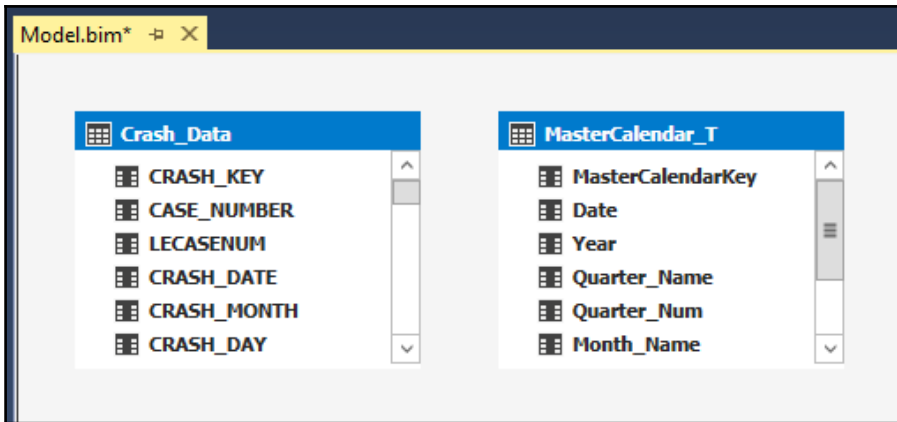 Model.bim*
Crash_Data
CRASH_KEY
CASE_NUMBER
LECASENUM
CRASH_DATE
CRASH_MONTH
CRASH_DAY
MasterCalendar_T
MasterCalendarKey
Date
Year
Quarter_Name
Quarter_Num
Month_Name